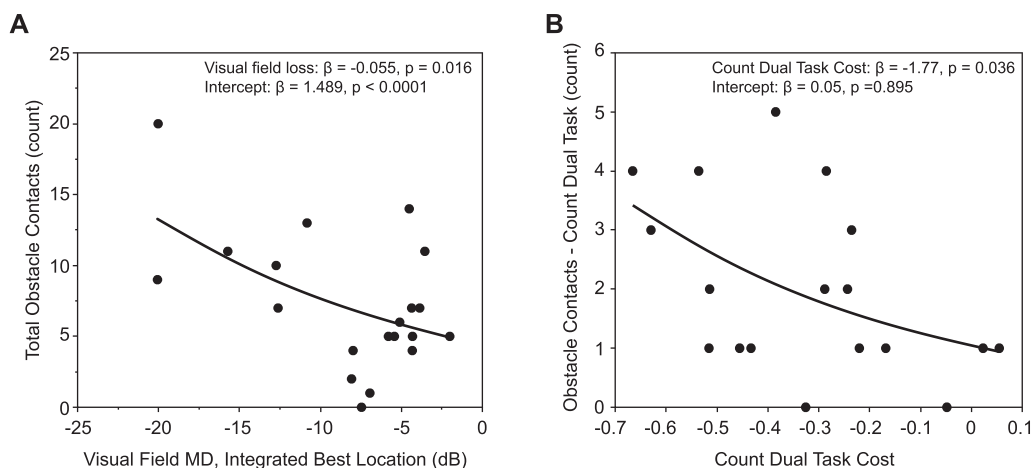 A
Visual field loss: β = -0.055, p = 0.016
Intercept: β = 1.489, p < 0.0001
Total Obstacle Contacts (count)
25
20
15
10
5
0
-25 -20 -15 -10 -5 0
Visual Field MD, Integrated Best Location (dB)
B
Count Dual Task Cost: β = -1.77, p = 0.036
Intercept: β = 0.05, p =0.895
Obstacle Contacts - Count Dual Task (count)
6
5
4
3
2
1
0
-0.7 -0.6 -0.5 -0.4 -0.3 -0.2 -0.1 0 0.1
Count Dual Task Cost